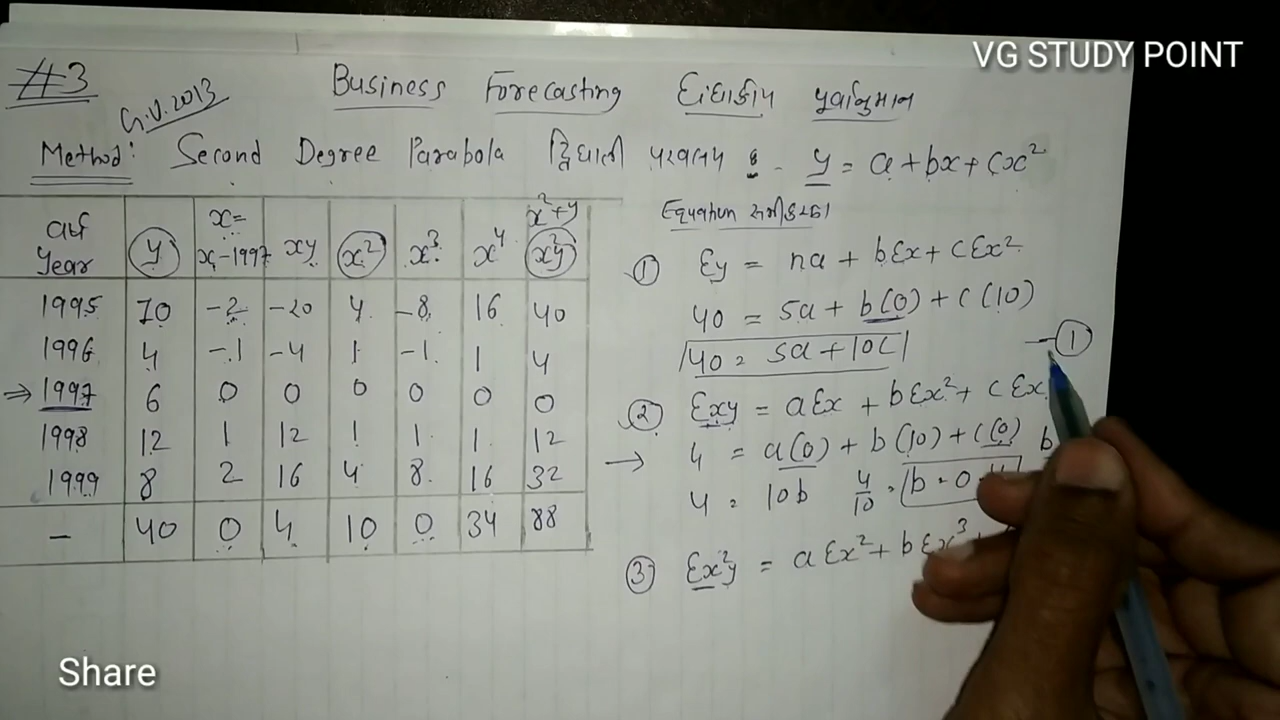 VG STUDY POINT
#3 Business Forecasting
G.U. 2013
Method: Second Degree Parabola : - y = a + bx + cx²
Equation
Year y x= x₁-1997 xy x² x³ x⁴ x²+y x²y
1995 10 -2 -20 4 -8 16 40
1996 4 -1 -4 1 -1 1 4
⇒ 1997 6 0 0 0 0 0 0
1998 12 1 12 1 1 1 12
1999 8 2 16 4 8 16 32
- 40 0 4 10 0 34 88
① Σy = na + bΣx + cΣx²
40 = 5a + b(0) + c(10)
40 = 5a + 10c —①
② Σxy = aΣx + bΣx² + cΣx
→ 4 = a(0) + b(10) + c(0) b
4 = 10b 4/10 = b = 0.4
③ Σx²y = aΣx² + bΣx³ +
Share